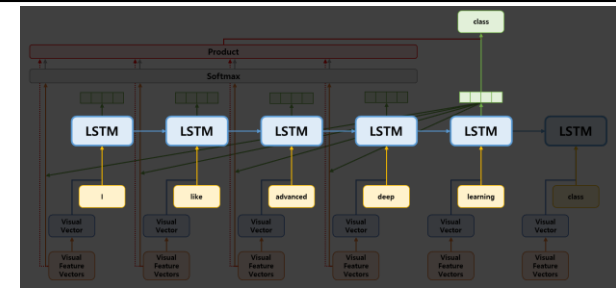 class
Product
Softmax
LSTM LSTM LSTM LSTM LSTM LSTM
I like advanced deep learning class
Visual Vector Visual Vector Visual Vector Visual Vector Visual Vector Visual Vector
Visual Feature Vectors Visual Feature Vectors Visual Feature Vectors Visual Feature Vectors Visual Feature Vectors Visual Feature Vectors